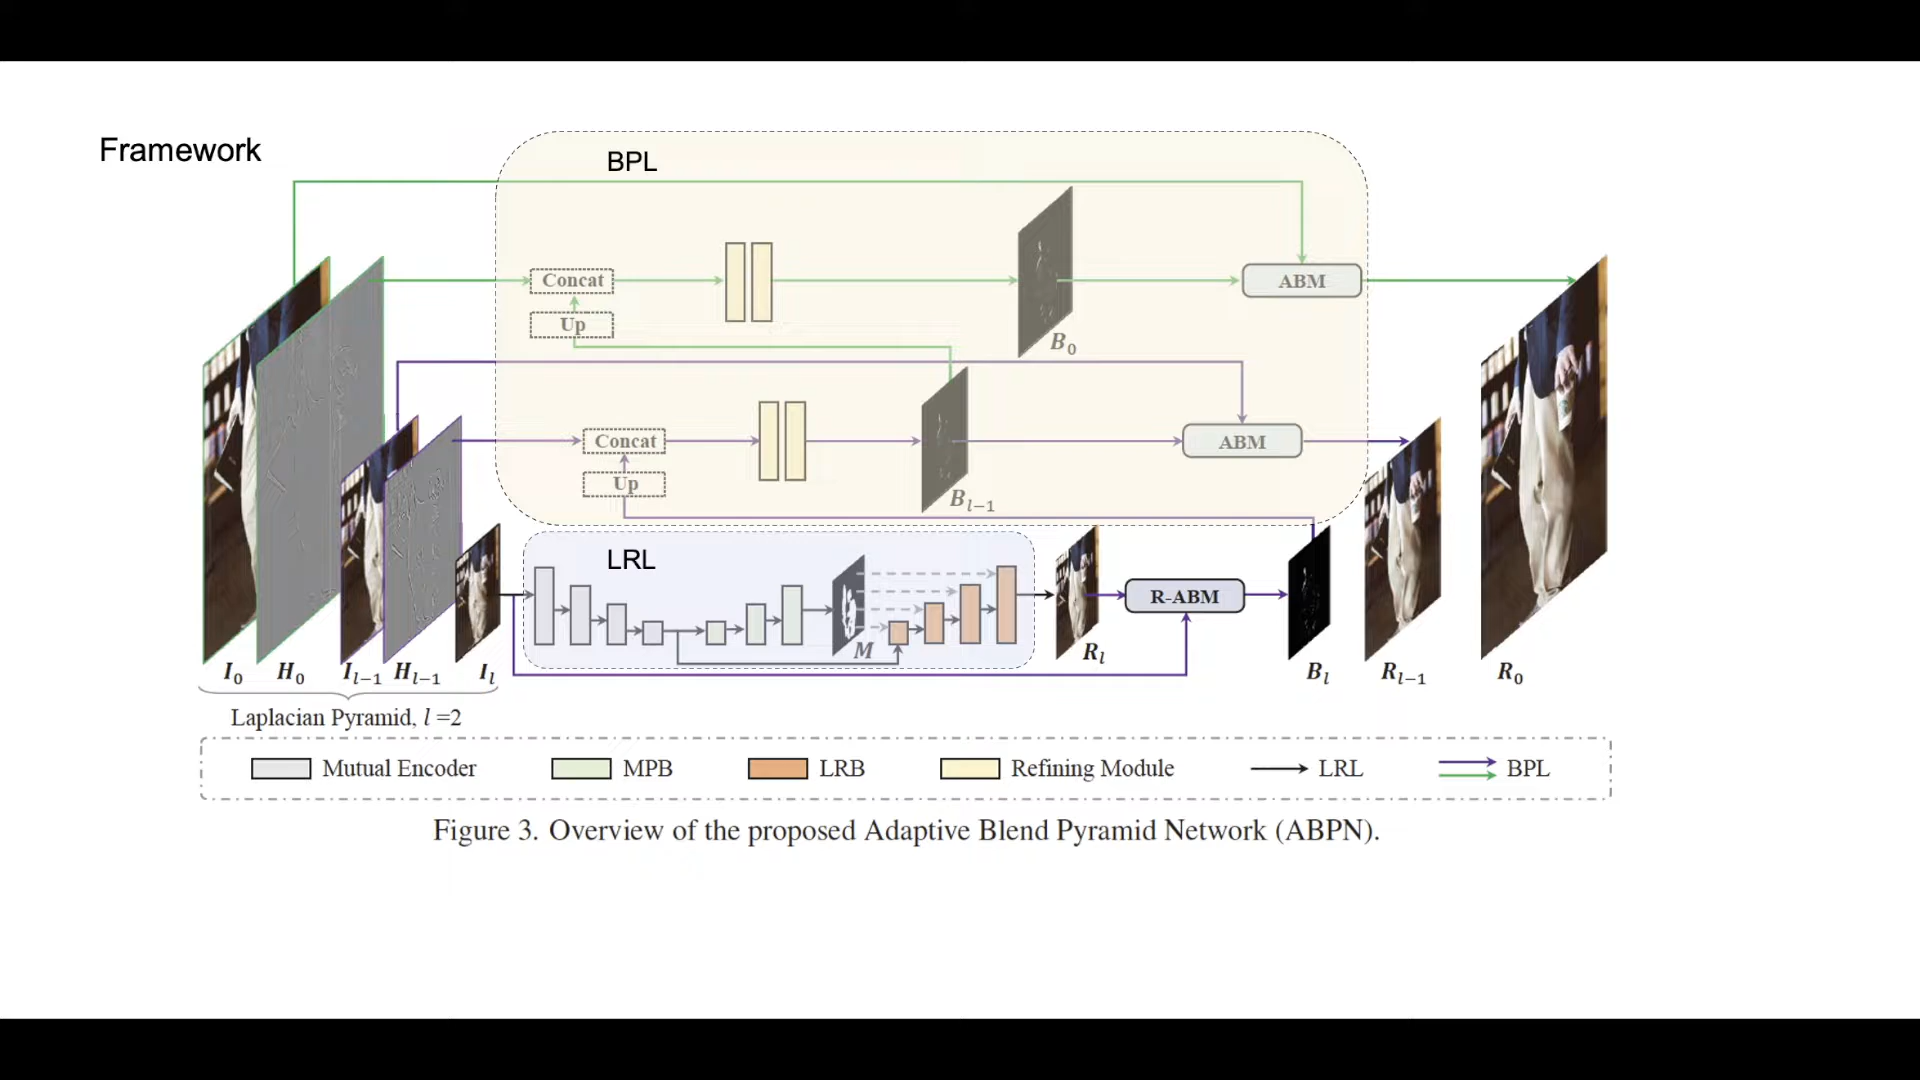 Framework
BPL
Concat
ABM
Up
B0
Concat
ABM
Up
Bl−1
LRL
R-ABM
M
Rl
I0 H0 Il−1 Hl−1 Il
Bl Rl−1 R0
Laplacian Pyramid, l =2
Mutual Encoder MPB LRB Refining Module LRL BPL
Figure 3. Overview of the proposed Adaptive Blend Pyramid Network (ABPN).